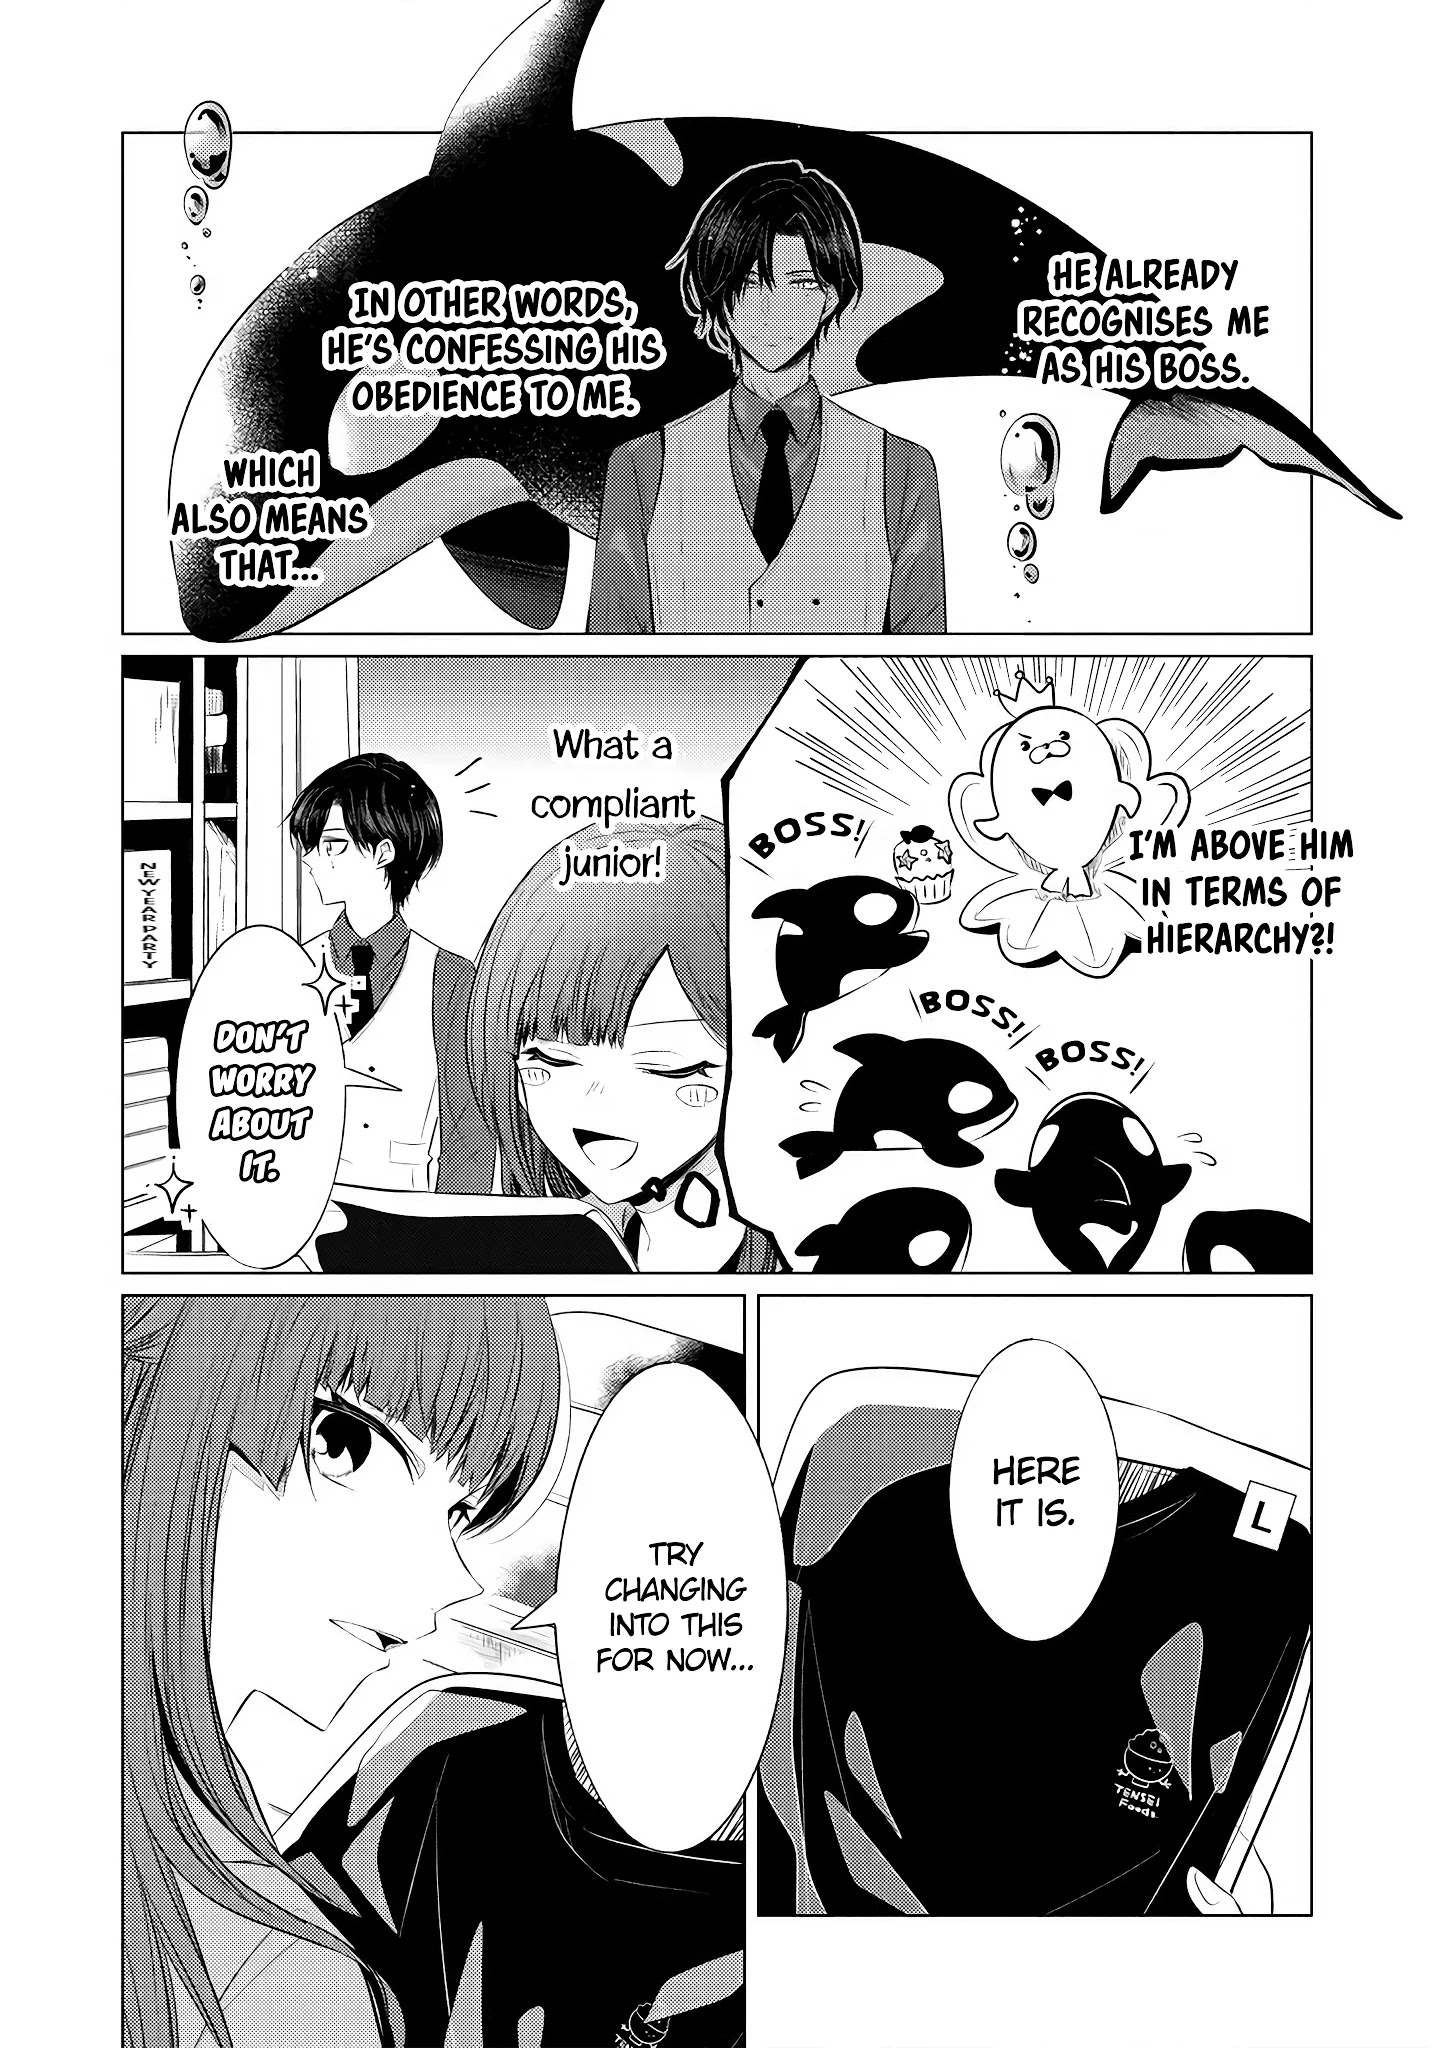 HE ALREADY
RECOGNISES ME
AS HIS BOSS.
IN OTHER WORDS,
HE'S CONFESSING HIS
OBEDIENCE TO ME.
WHICH
ALSO MEANS
THAT...
I'M ABOVE HIM
IN TERMS OF
HIERARCHY?!
BOSS!
BOSS!
BOSS!
What a
compliant
junior!
NEW YEAR PARTY
DON'T
WORRY
ABOUT
IT.
HERE
IT IS.
L
TENSEI
Foods
TRY
CHANGING
INTO THIS
FOR NOW...
TENSEI